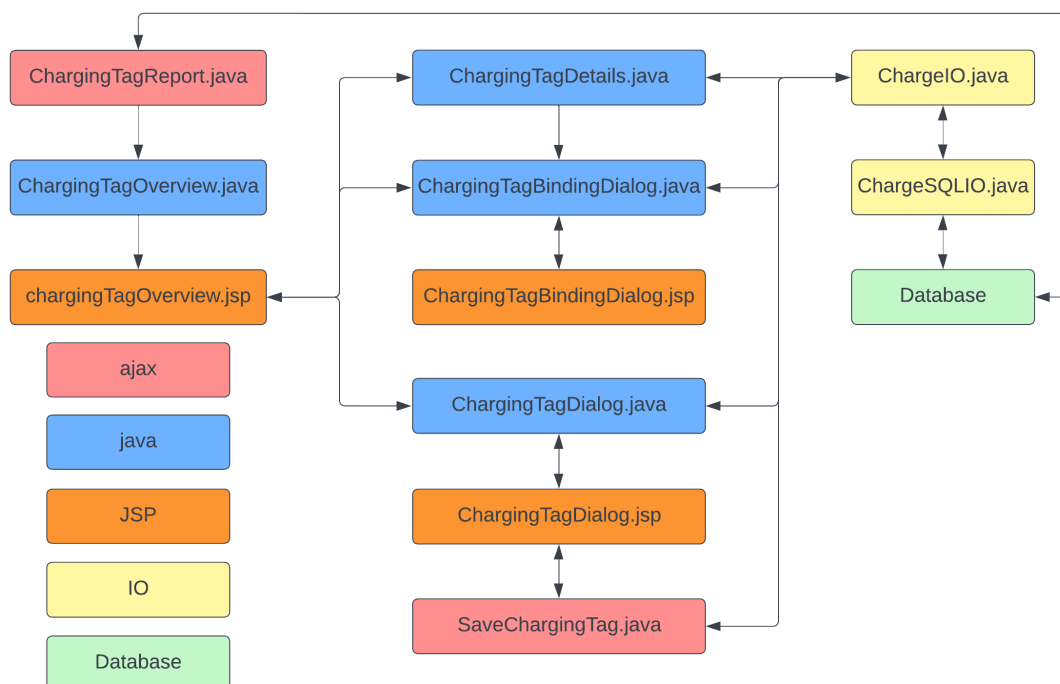 ChargingTagReport.java
ChargingTagOverview.java
chargingTagOverview.jsp
ajax
java
JSP
IO
Database
ChargingTagDetails.java
ChargingTagBindingDialog.java
ChargingTagBindingDialog.jsp
ChargingTagDialog.java
ChargingTagDialog.jsp
SaveChargingTag.java
ChargeIO.java
ChargeSQLIO.java
Database